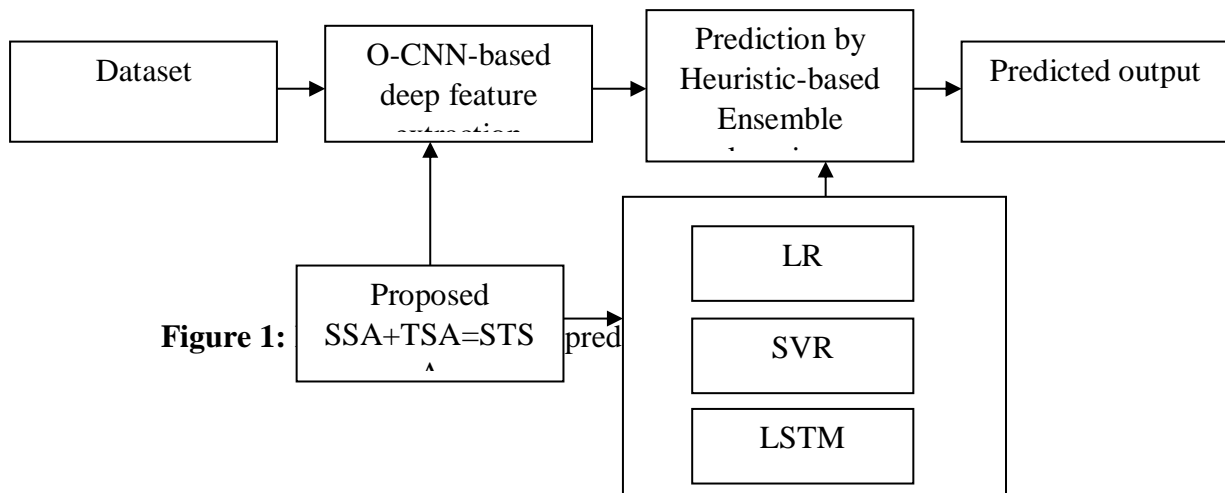 Dataset
O-CNN-based
deep feature
extraction
Prediction by
Heuristic-based
Ensemble
Predicted output
LR
Proposed
SSA+TSA=STS
A
Figure 1:
pred
SVR
LSTM